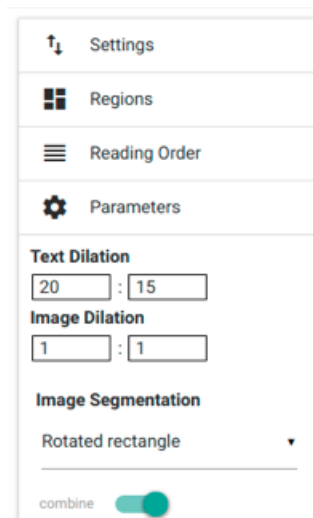 Settings
Regions
Reading Order
Parameters
Text Dilation
20 : 15
Image Dilation
1 : 1
Image Segmentation
Rotated rectangle
combine